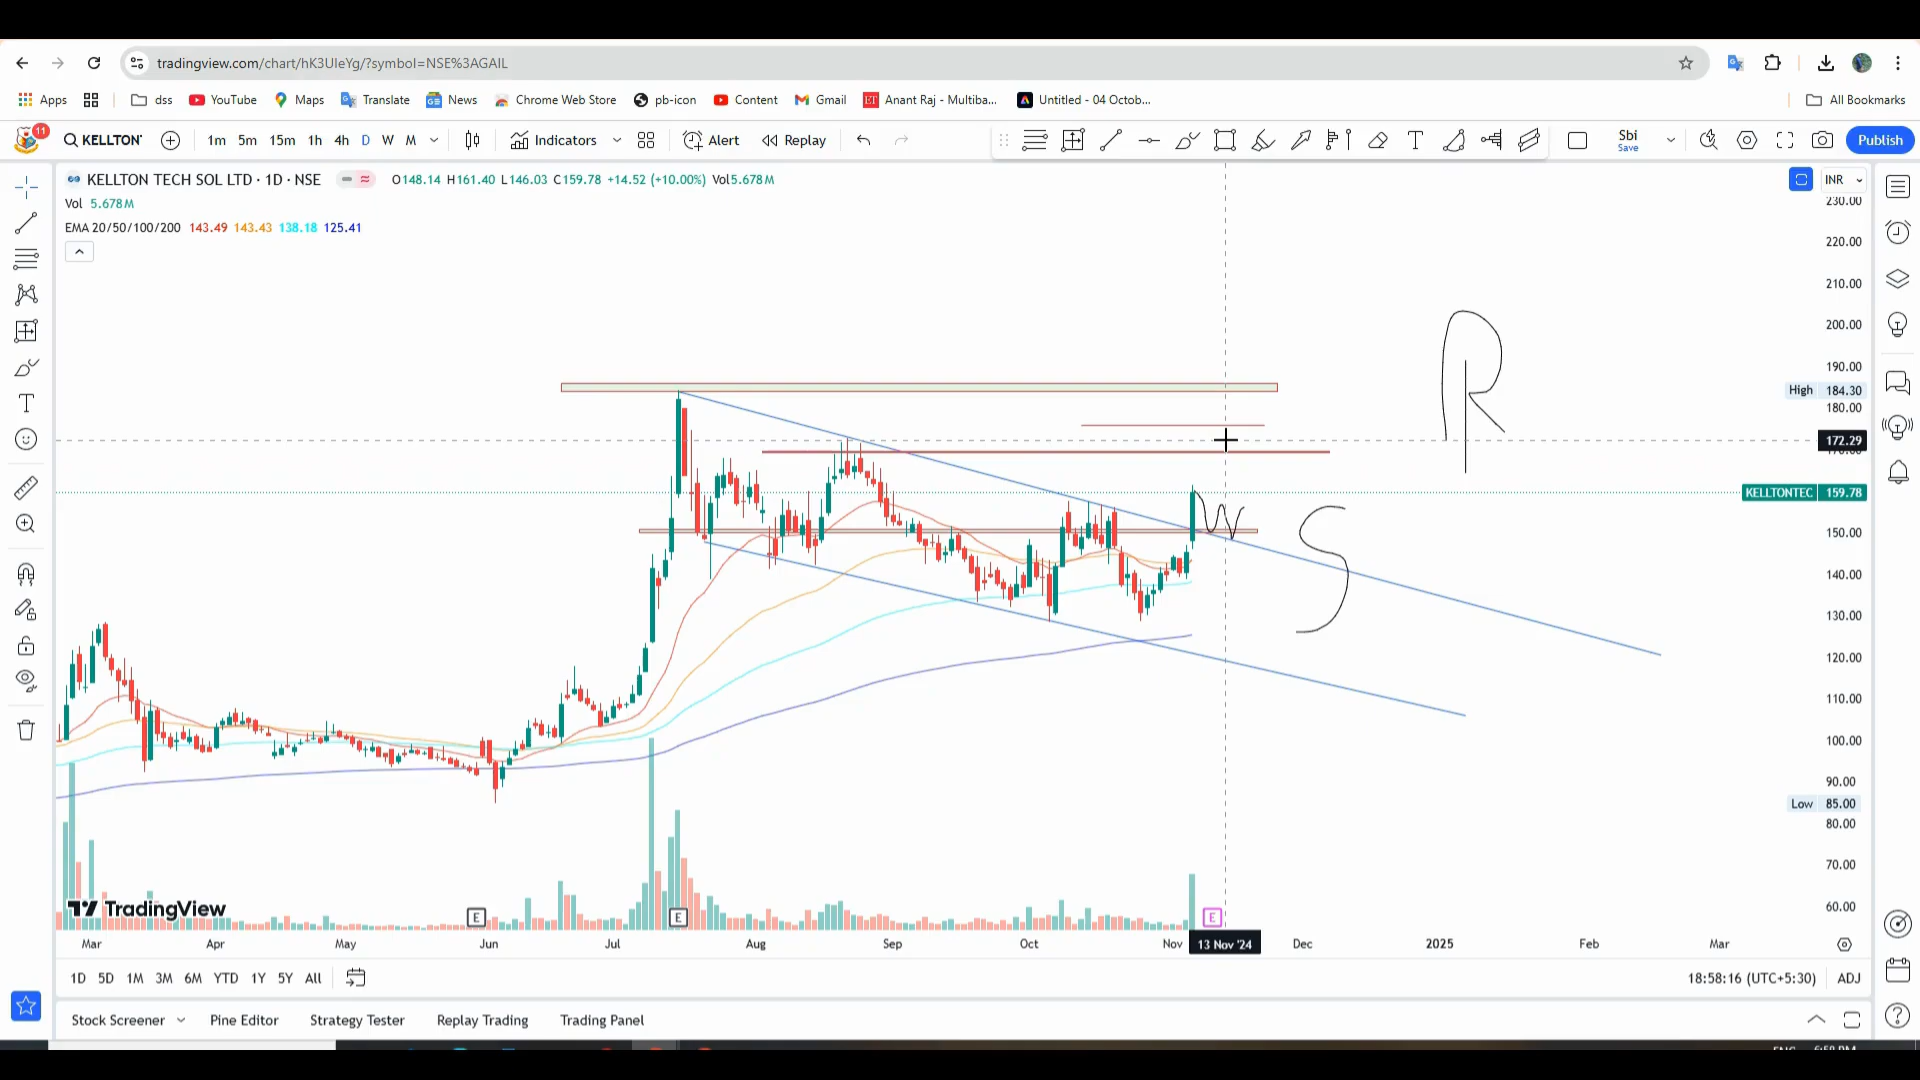 tradingview.com/chart/hK3UIeYg/?symbol=NSE%3AGAIL
Apps dss YouTube Maps Translate News Chrome Web Store pb-icon Content Gmail Anant Raj - Multiba... Untitled - 04 Octob... All Bookmarks
11 KELLTON 1m 5m 15m 1h 4h D W M Indicators Alert Replay Sbi Save Publish
KELLTON TECH SOL LTD · 1D · NSE O148.14 H161.40 L146.03 C159.78 +14.52 (+10.00%) Vol5.678M INR
Vol 5.678M
EMA 20/50/100/200 143.49 143.43 138.18 125.41
230.00
220.00
210.00
200.00
190.00
High 184.30
180.00
172.29
KELLTONTEC 159.78
150.00
140.00
130.00
120.00
110.00
100.00
90.00
Low 85.00
80.00
70.00
60.00
R
W
S
TradingView
E E E
Mar Apr May Jun Jul Aug Sep Oct Nov 13 Nov '24 Dec 2025 Feb Mar
1D 5D 1M 3M 6M YTD 1Y 5Y All 18:58:16 (UTC+5:30) ADJ
Stock Screener Pine Editor Strategy Tester Replay Trading Trading Panel